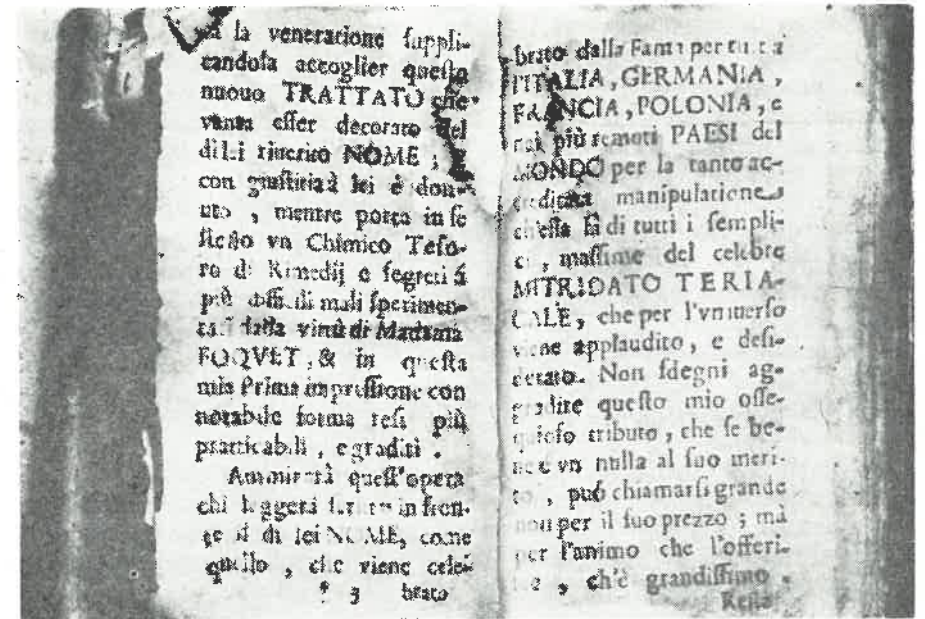 la veneratione suppli-
candola accoglier questo
nuouo TRATTATO che
vanta esser decorato del
di Lei riuerito NOME ;
con giustitia à lei è don-
uto , mentre porta in se
stesso vn Chimico Teso-
ro di Rimedij e segreti à
più diffi. di mali sperimen-
tati dalla virtù di Madama
FOQVET , & in questa
mia Prima impressione con
notabile forma resi più
practicabili , e graditi .
Ammirerà quest'opera
chi leggerà in fron-
te il di lei NOME, come
quello , che viene cele-
* 3 brato
brato dalla Fama per tutta
l'ITALIA, GERMANIA ,
FRANCIA, POLONIA, e
nei più remoti PAESI del
MONDO per la tanto ac-
creditata manipulatione
ch'essa fà di tutti i sempli-
ci , massime del celebre
MITRIDATO TERIA-
CALE, che per l'vniuerso
viene applaudito , e desi-
derato. Non sdegni ag-
gradire questo mio osse-
quioso tributo , che se be-
ne è vn nulla al suo meri-
to , può chiamarsi grande
non per il suo prezzo ; mà
per l'animo che l'offeri-
, ch'è grandissimo .
Resta